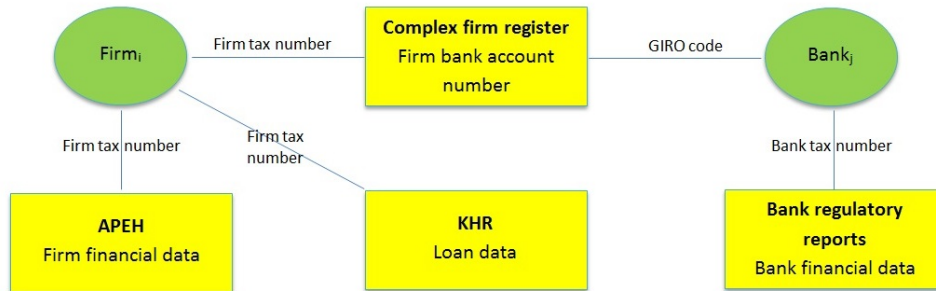 Firmᵢ
Firm tax number
Complex firm register
Firm bank account
number
GIRO code
Bankⱼ
Firm tax number
Firm tax
number
Bank tax number
APEH
Firm financial data
KHR
Loan data
Bank regulatory
reports
Bank financial data